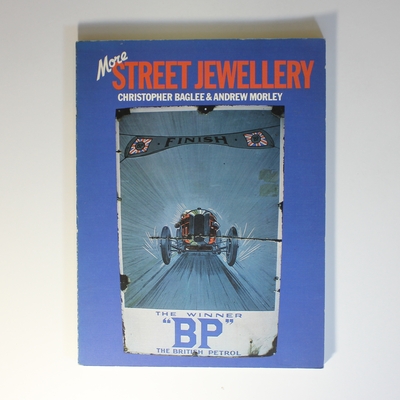 More
STREET JEWELLERY
CHRISTOPHER BAGLEE & ANDREW MORLEY
FINISH
THE WINNER
"BP"
THE BRITISH PETROL